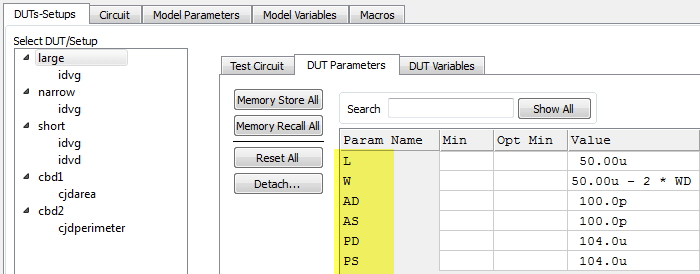 DUTs-Setups Circuit Model Parameters Model Variables Macros
Select DUT/Setup
large
idvg
narrow
idvg
short
idvg
idvd
cbd1
cjdarea
cbd2
cjdperimeter
Test Circuit DUT Parameters DUT Variables
Memory Store All
Memory Recall All
Reset All
Detach...
Search Show All
Param Name Min Opt Min Value
L 50.00u
W 50.00u - 2 * WD
AD 100.0p
AS 100.0p
PD 104.0u
PS 104.0u